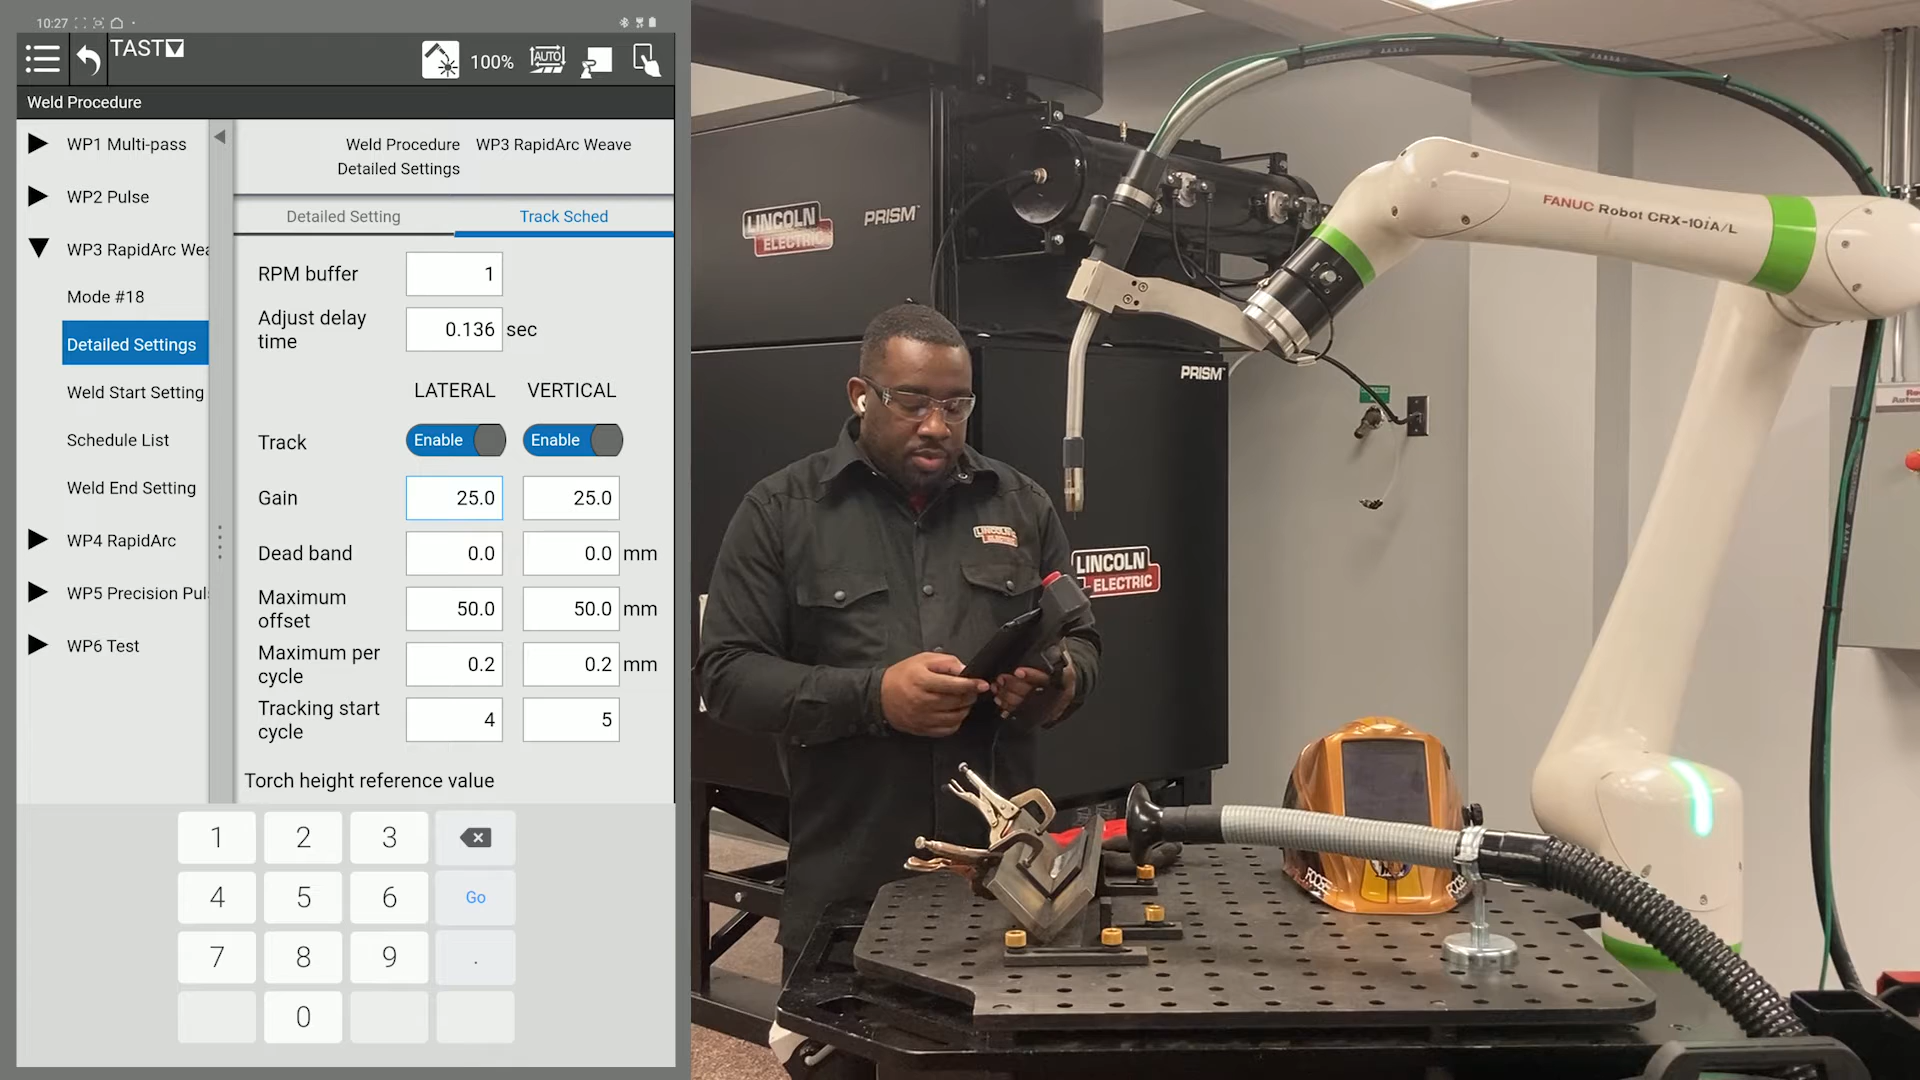 10:27
TAST
100%
AUTO
Weld Procedure
WP1 Multi-pass
WP2 Pulse
WP3 RapidArc Wea
Mode #18
Detailed Settings
Weld Start Setting
Schedule List
Weld End Setting
WP4 RapidArc
WP5 Precision Pul
WP6 Test
Weld Procedure WP3 RapidArc Weave
Detailed Settings
Detailed Setting Track Sched
RPM buffer 1
Adjust delay time 0.136 sec
LATERAL VERTICAL
Track Enable Enable
Gain 25.0 25.0
Dead band 0.0 0.0 mm
Maximum offset 50.0 50.0 mm
Maximum per cycle 0.2 0.2 mm
Tracking start cycle 4 5
Torch height reference value
1 2 3
4 5 6 Go
7 8 9 .
0
LINCOLN ELECTRIC
PRISM
FANUC Robot CRX-10iA/L
PRISM
LINCOLN ELECTRIC
LINCOLN ELECTRIC